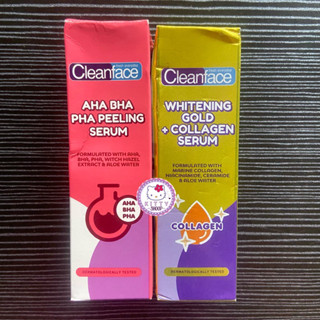 Cleanface
AHA BHA
PHA PEELING
SERUM
FORMULATED WITH AHA,
BHA, PHA, WITCH HAZEL
EXTRACT & ALOE WATER
AHA
BHA
PHA
DERMATOLOGICALLY TESTED
KITTY
Cleanface
WHITENING
GOLD
+ COLLAGEN
SERUM
FORMULATED WITH
MARINE COLLAGEN,
NIACINAMIDE, CERAMIDE
& ALOE WATER
COLLAGEN
DERMATOLOGICALLY TESTED